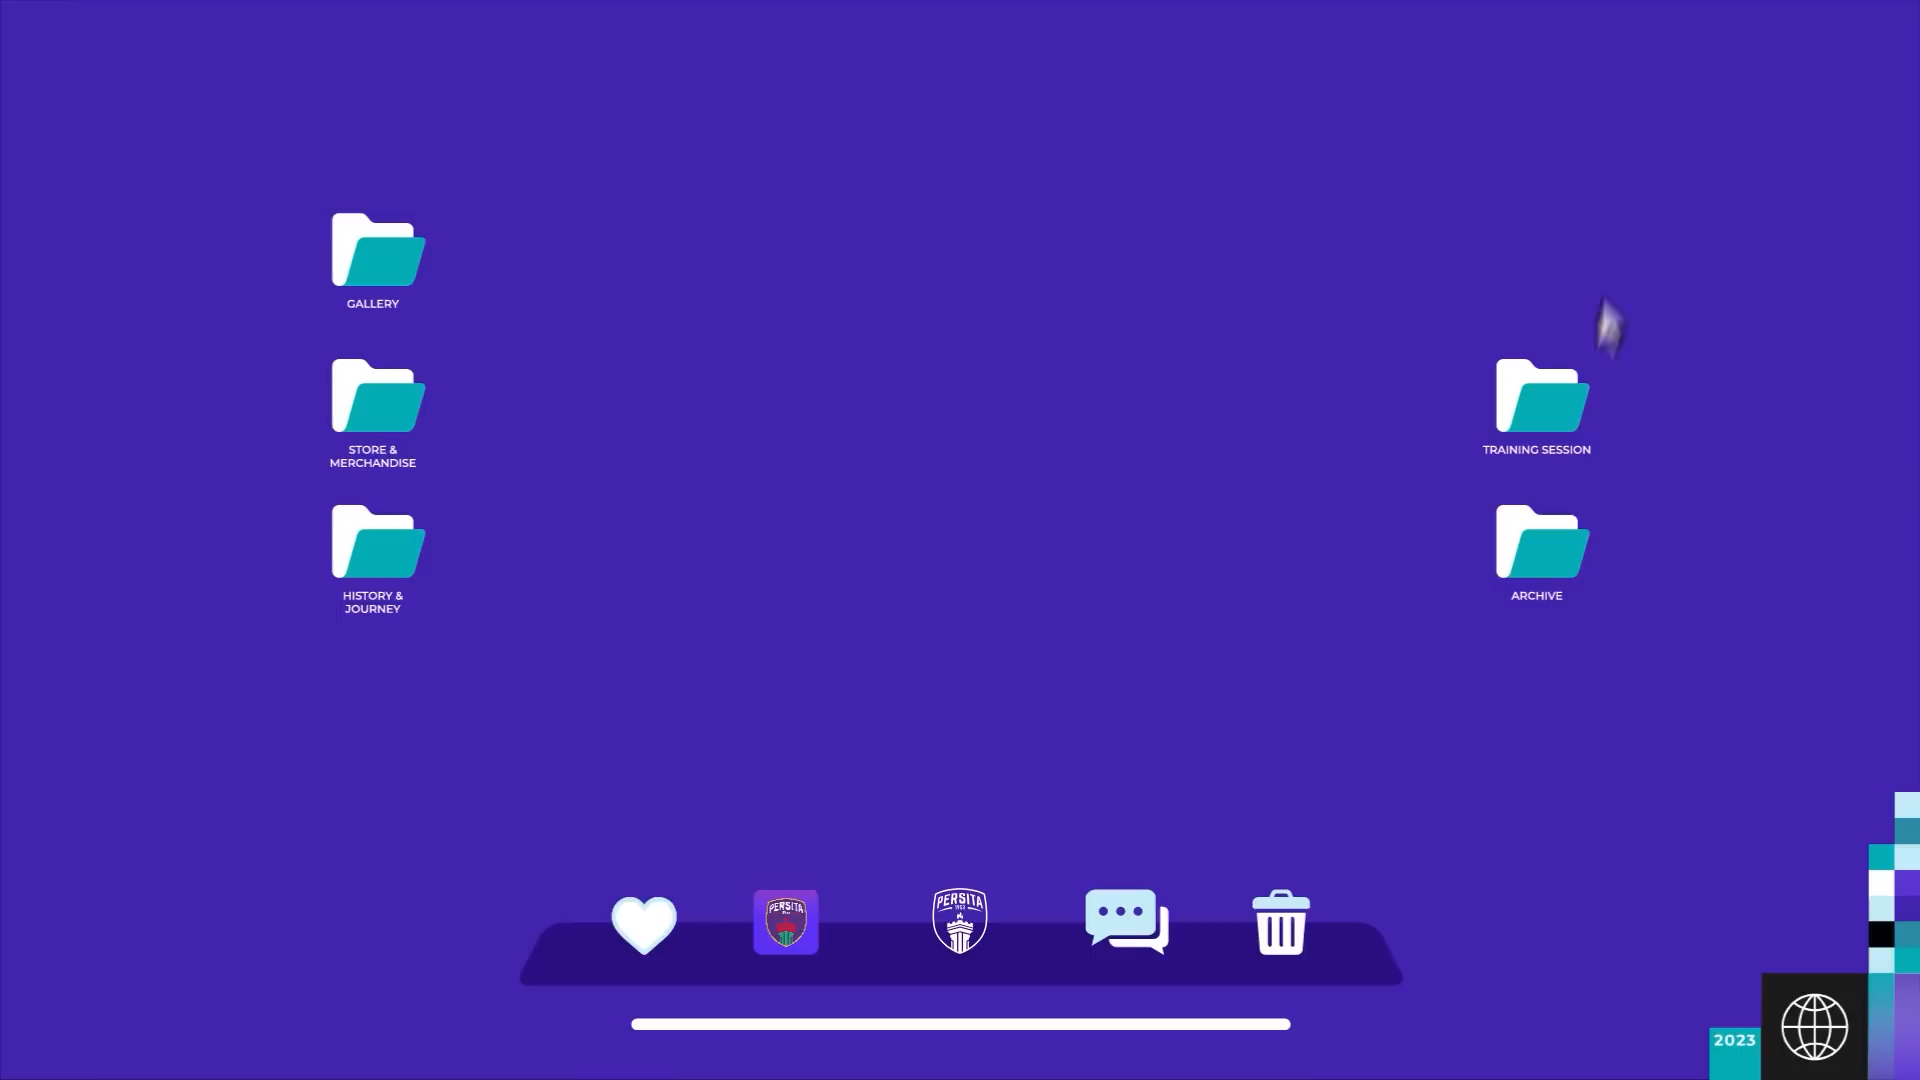 GALLERY
STORE &
MERCHANDISE
HISTORY &
JOURNEY
TRAINING SESSION
ARCHIVE
PERSITA
PERSITA
1953
2023